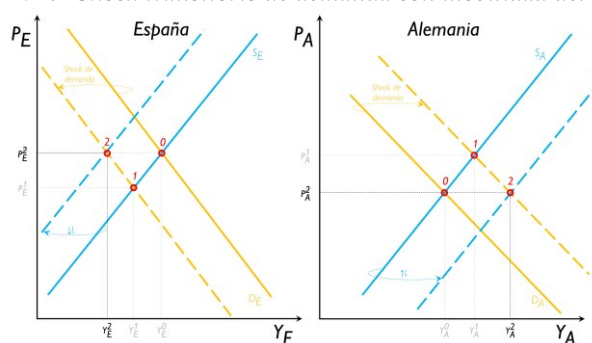 P_E España
S_E
Shock de demanda
2 0
P_E^2
1
P_E^1
↓L
D_E
Y_E^2 Y_E^1 Y_E^0 Y_E
P_A Alemania
S_A
Shock de demanda
1
P_A^1
0 2
P_A^2
↑L
D_A
Y_A^0 Y_A^1 Y_A^2 Y_A